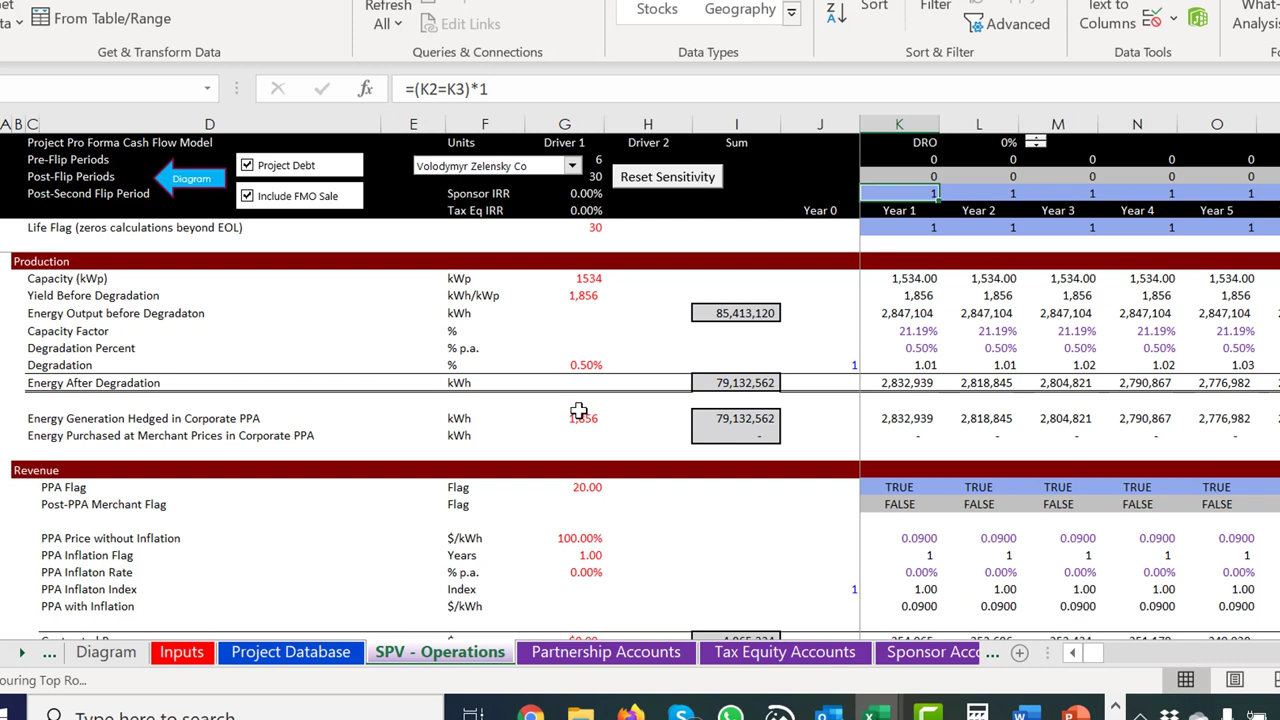 Refresh
Filter
Text to
What-
From Table/Range
All
Edit Links
Stocks
Geography
Sort
Advanced
Columns
Analysis
Get & Transform Data
Queries & Connections
Data Types
Sort & Filter
Data Tools
fx
=(K2=K3)*1
A B C D E F G H I J K L M N O
Project Pro Forma Cash Flow Model Units Driver 1 Driver 2 Sum DRO 0%
Pre-Flip Periods Project Debt Volodymyr Zelensky Co 6 0 0 0 0 0
Post-Flip Periods Diagram 30 Reset Sensitivity 0 0 0 0 0
Post-Second Flip Period Include FMO Sale Sponsor IRR 0.00% 1 1 1 1 1
Tax Eq IRR 0.00% Year 0 Year 1 Year 2 Year 3 Year 4 Year 5
Life Flag (zeros calculations beyond EOL) 30 1 1 1 1 1
Production
Capacity (kWp) kWp 1534 1,534.00 1,534.00 1,534.00 1,534.00 1,534.00
Yield Before Degradation kWh/kWp 1,856 1,856 1,856 1,856 1,856 1,856
Energy Output before Degradaton kWh 85,413,120 2,847,104 2,847,104 2,847,104 2,847,104 2,847,104
Capacity Factor % 21.19% 21.19% 21.19% 21.19% 21.19%
Degradation Percent % p.a. 0.50% 0.50% 0.50% 0.50% 0.50%
Degradation % 0.50% 1 1.01 1.01 1.02 1.02 1.03
Energy After Degradation kWh 79,132,562 2,832,939 2,818,845 2,804,821 2,790,867 2,776,982
Energy Generation Hedged in Corporate PPA kWh 1,856 79,132,562 2,832,939 2,818,845 2,804,821 2,790,867 2,776,982
Energy Purchased at Merchant Prices in Corporate PPA kWh - - - - - -
Revenue
PPA Flag Flag 20.00 TRUE TRUE TRUE TRUE TRUE
Post-PPA Merchant Flag Flag FALSE FALSE FALSE FALSE FALSE
PPA Price without Inflation $/kWh 100.00% 0.0900 0.0900 0.0900 0.0900 0.0900
PPA Inflation Flag Years 1.00 1 1 1 1 1
PPA Inflaton Rate % p.a. 0.00% 0.00% 0.00% 0.00% 0.00% 0.00%
PPA Inflaton Index Index 1 1.00 1.00 1.00 1.00 1.00
PPA with Inflation $/kWh 0.0900 0.0900 0.0900 0.0900 0.0900
... Diagram Inputs Project Database SPV - Operations Partnership Accounts Tax Equity Accounts Sponsor Acco ...
ouring Top Ro...
Type here to search